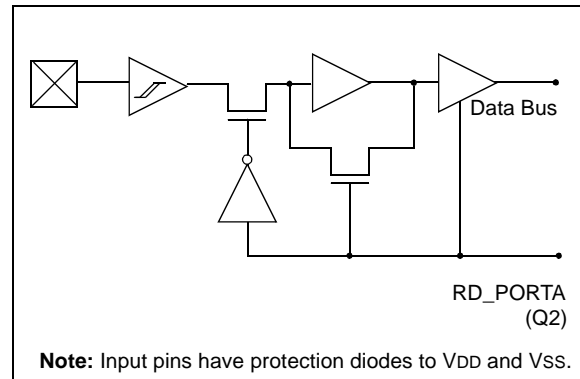 Data Bus
RD_PORTA
(Q2)
Note: Input pins have protection diodes to VDD and VSS.